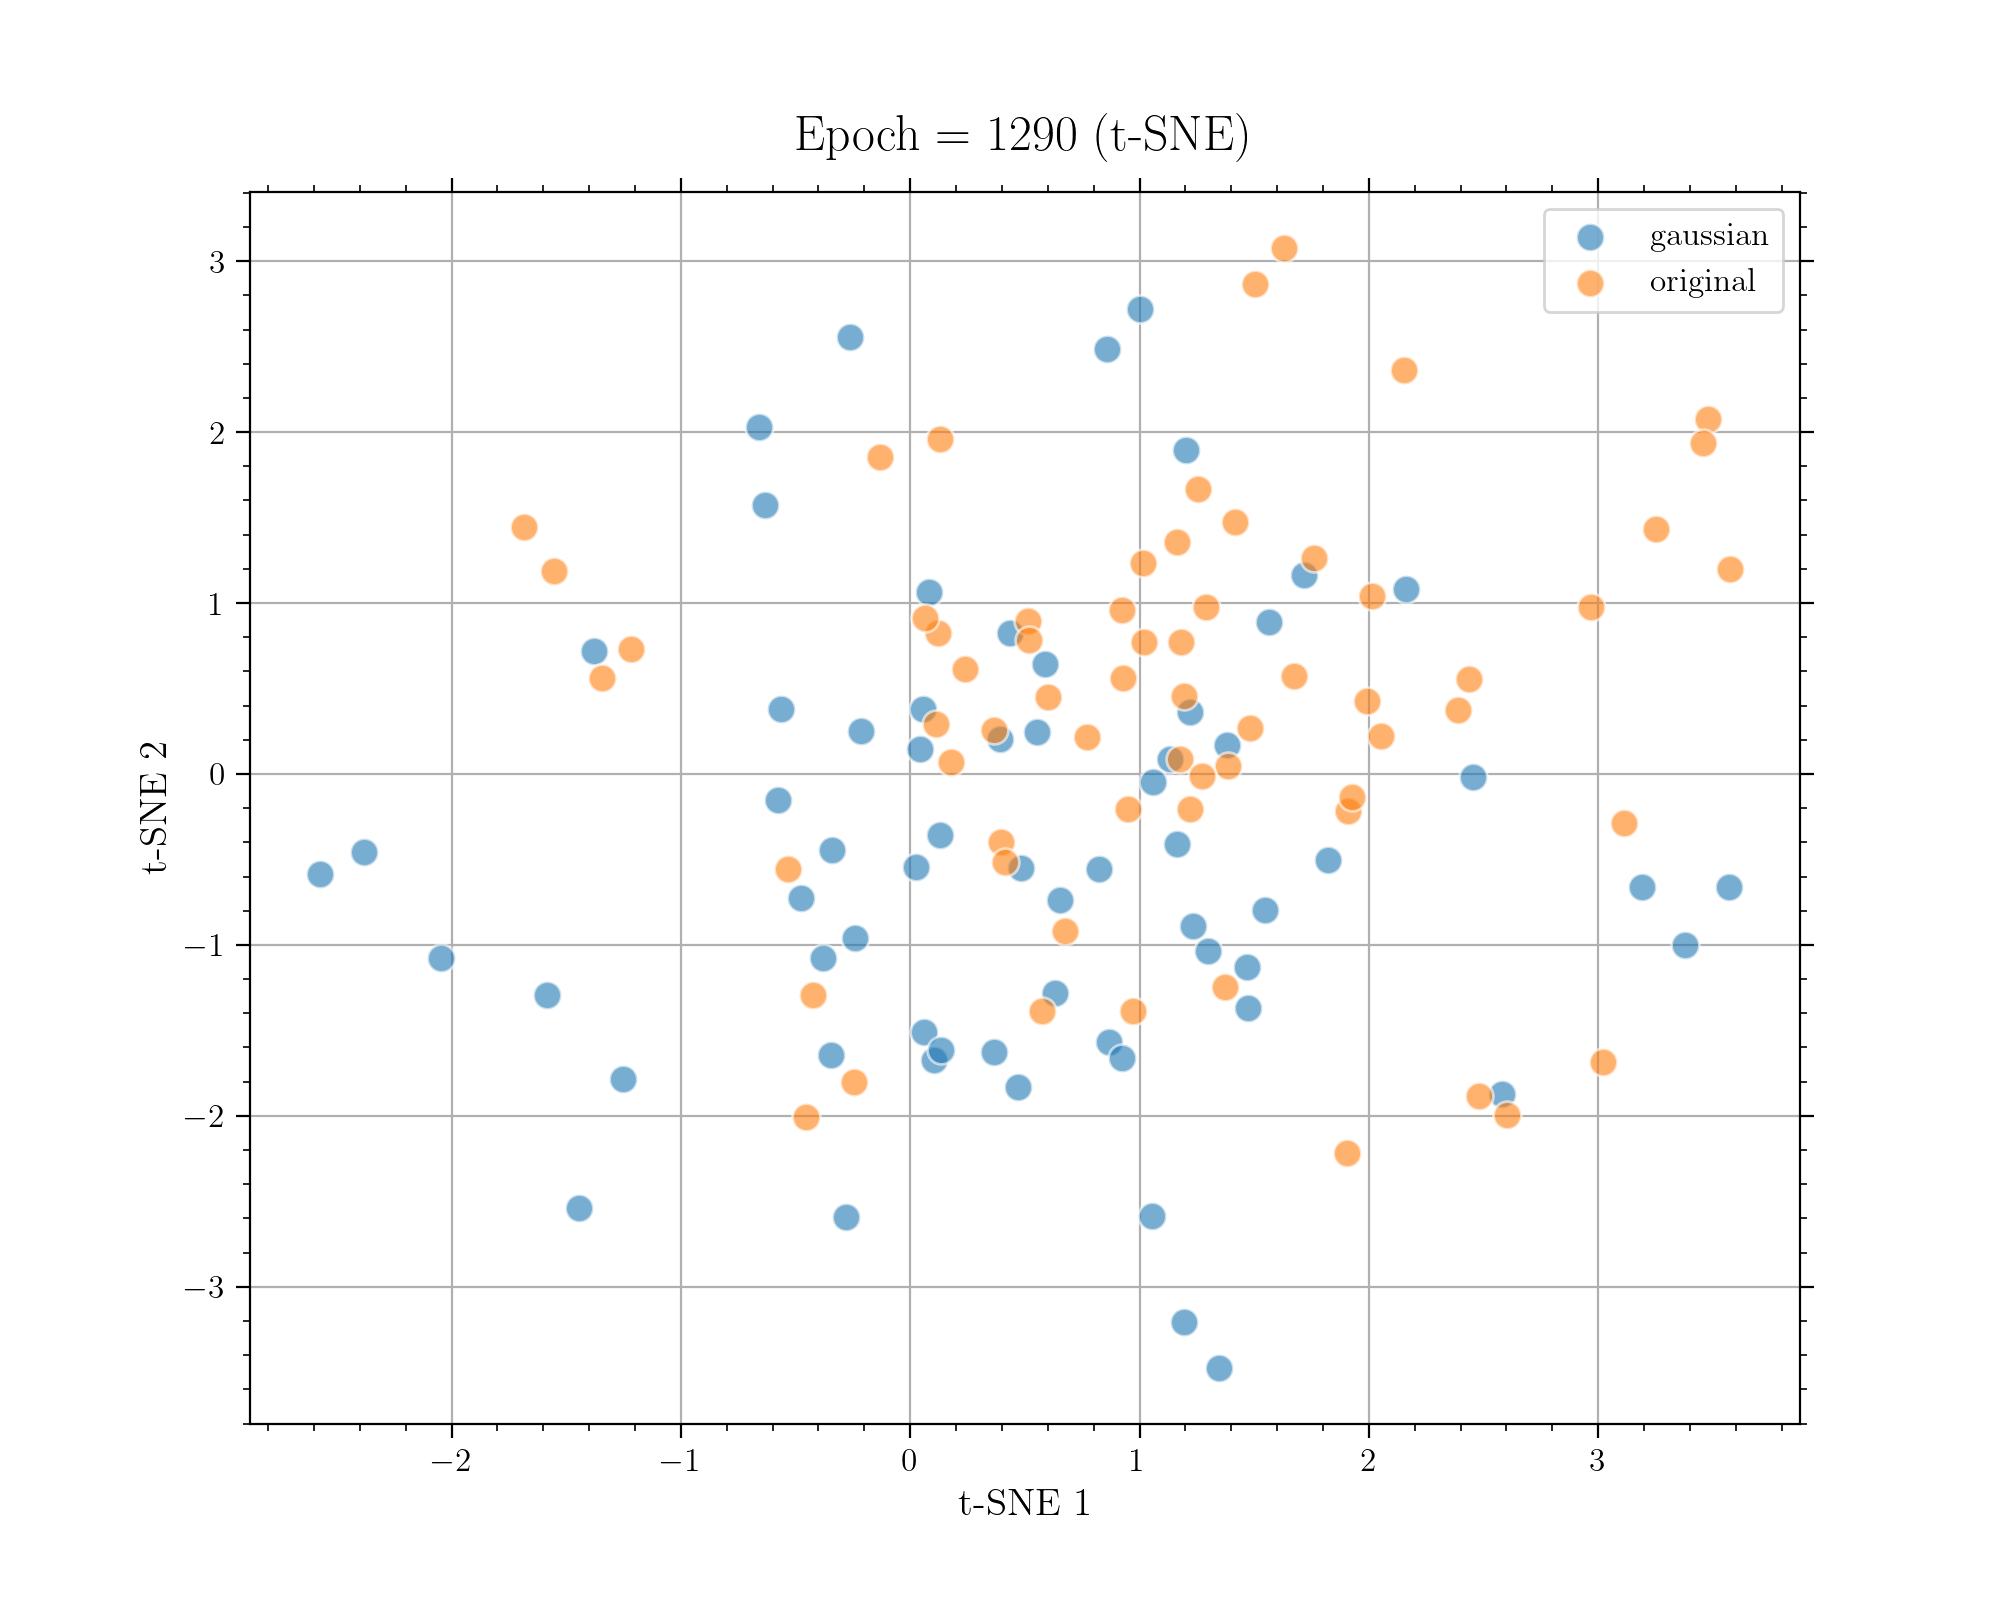 Epoch = 1290 (t-SNE)
gaussian
original
3
2
1
0
−1
−2
−3
t-SNE 2
−2
−1
0
1
2
3
t-SNE 1